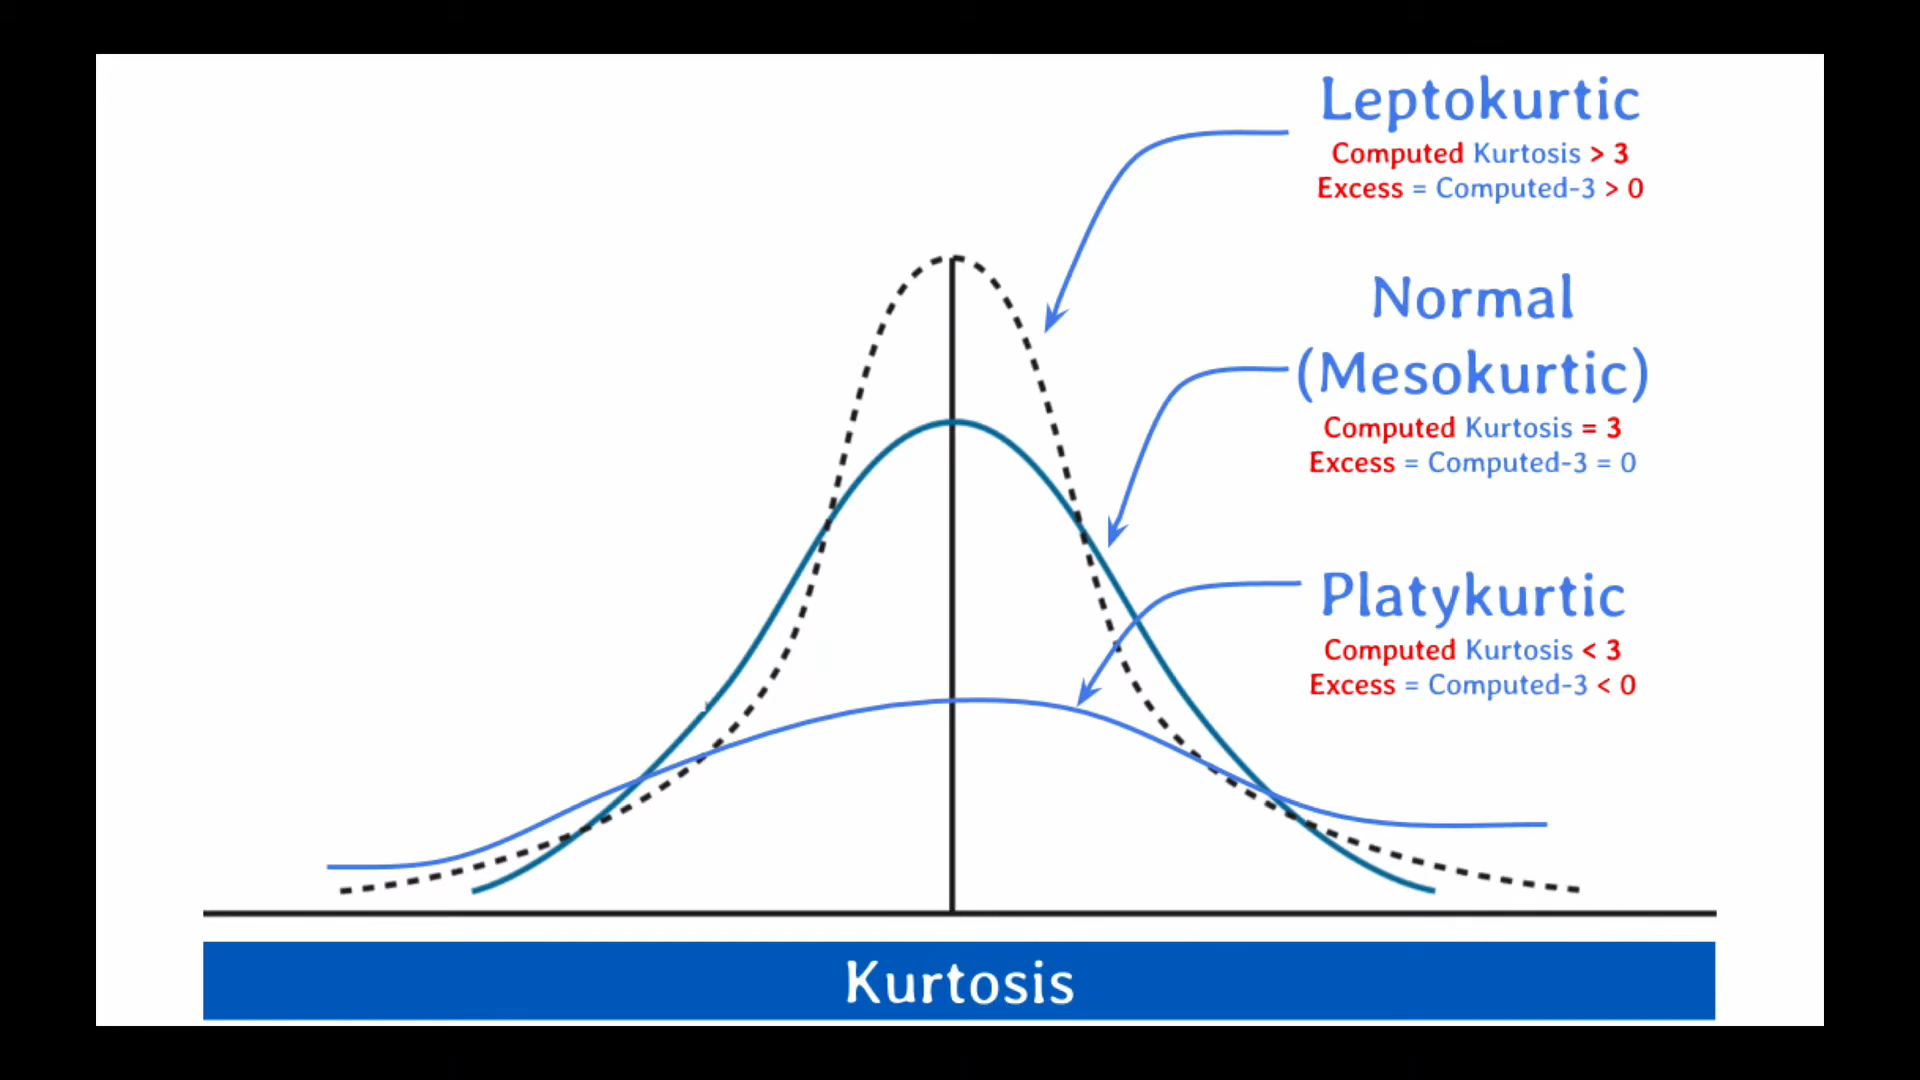 Leptokurtic
Computed Kurtosis > 3
Excess = Computed-3 > 0
Normal
(Mesokurtic)
Computed Kurtosis = 3
Excess = Computed-3 = 0
Platykurtic
Computed Kurtosis < 3
Excess = Computed-3 < 0
Kurtosis